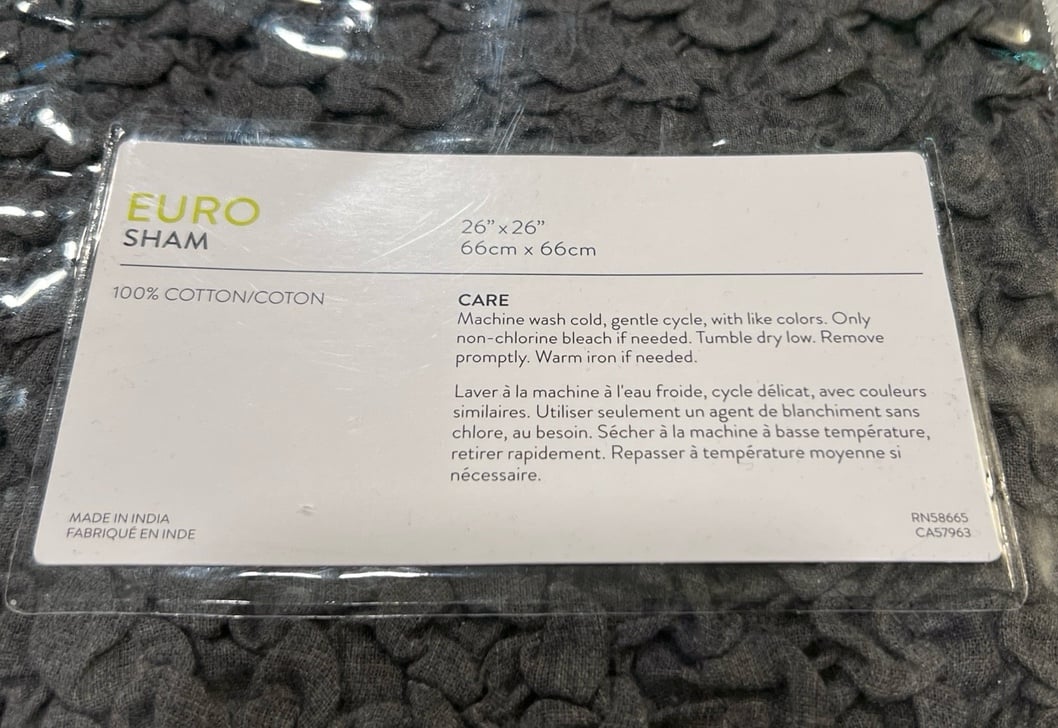 EURO
SHAM
26” x 26”
66cm x 66cm
100% COTTON/COTON
CARE
Machine wash cold, gentle cycle, with like colors. Only
non-chlorine bleach if needed. Tumble dry low. Remove
promptly. Warm iron if needed.
Laver à la machine à l'eau froide, cycle délicat, avec couleurs
similaires. Utiliser seulement un agent de blanchiment sans
chlore, au besoin. Sécher à la machine à basse température,
retirer rapidement. Repasser à température moyenne si
nécessaire.
MADE IN INDIA
FABRIQUÉ EN INDE
RN58665
CA57963